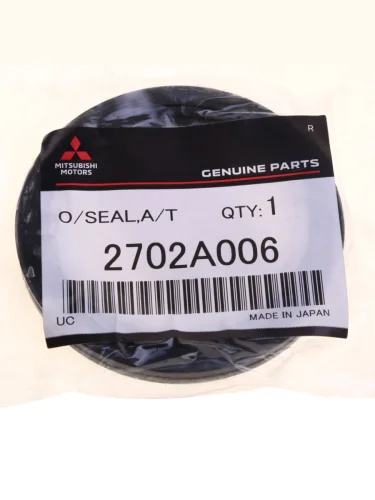 R
MITSUBISHI
MOTORS
GENUINE PARTS
O/SEAL,A/T QTY:1
2702A006
UC MADE IN JAPAN